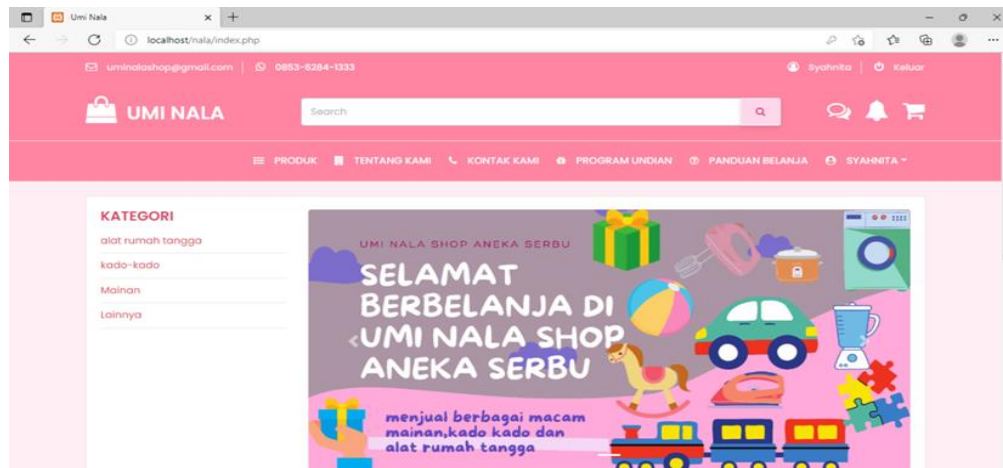 Umi Nala
localhost/nala/index.php
uminalashop@gmail.com | 0853-6284-1333
Syahnita | Keluar
UMI NALA
Search
PRODUK TENTANG KAMI KONTAK KAMI PROGRAM UNDIAN PANDUAN BELANJA SYAHNITA
KATEGORI
alat rumah tangga
kado-kado
Mainan
Lainnya
UMI NALA SHOP ANEKA SERBU
SELAMAT
BERBELANJA DI
UMI NALA SHOP
ANEKA SERBU
menjual berbagai macam
mainan,kado kado dan
alat rumah tangga